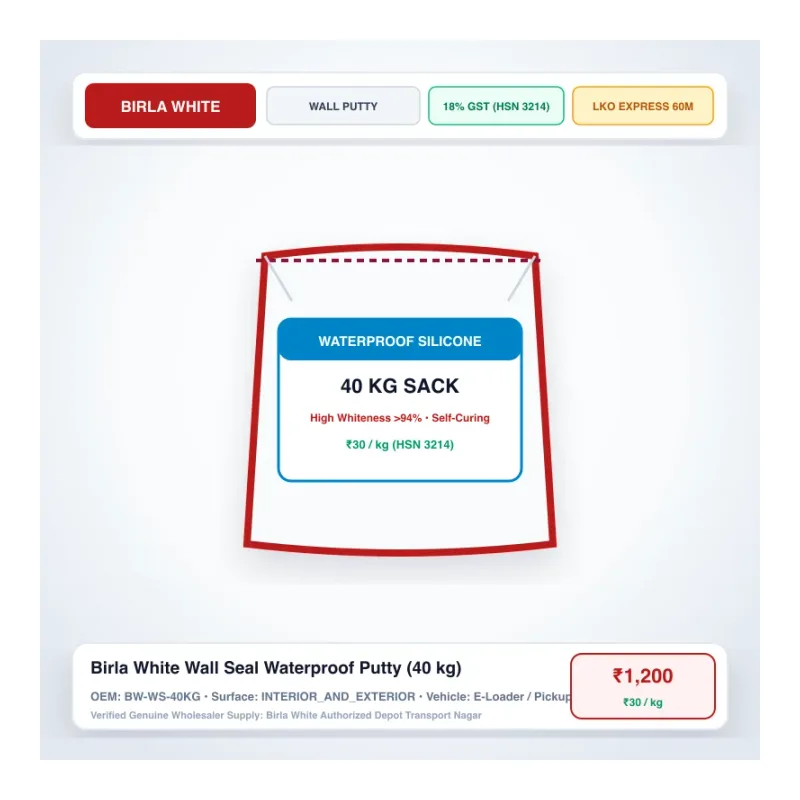 BIRLA WHITE
WALL PUTTY
18% GST (HSN 3214)
LKO EXPRESS 60M
WATERPROOF SILICONE
40 KG SACK
High Whiteness >94% • Self-Curing
₹30 / kg (HSN 3214)
Birla White Wall Seal Waterproof Putty (40 kg)
OEM: BW-WS-40KG • Surface: INTERIOR_AND_EXTERIOR • Vehicle: E-Loader / Pickup
Verified Genuine Wholesaler Supply: Birla White Authorized Depot Transport Nagar
₹1,200
₹30 / kg